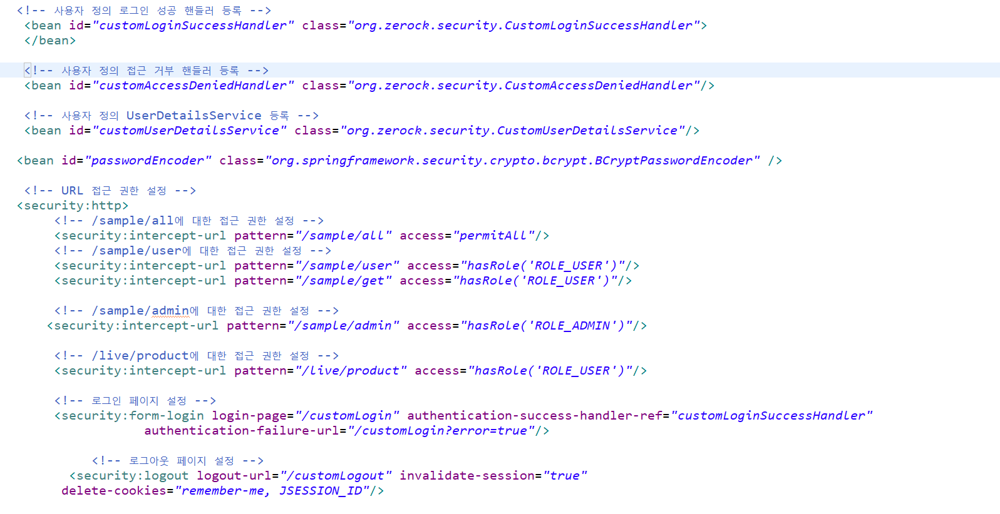 <!-- 사용자 정의 로그인 성공 핸들러 등록 -->
<bean id="customLoginSuccessHandler" class="org.zerock.security.CustomLoginSuccessHandler">
</bean>
<!-- 사용자 정의 접근 거부 핸들러 등록 -->
<bean id="customAccessDeniedHandler" class="org.zerock.security.CustomAccessDeniedHandler"/>
<!-- 사용자 정의 UserDetailsService 등록 -->
<bean id="customUserDetailsService" class="org.zerock.security.CustomUserDetailsService"/>
<bean id="passwordEncoder" class="org.springframework.security.crypto.bcrypt.BCryptPasswordEncoder" />
<!-- URL 접근 권한 설정 -->
<security:http>
<!-- /sample/all에 대한 접근 권한 설정 -->
<security:intercept-url pattern="/sample/all" access="permitAll"/>
<!-- /sample/user에 대한 접근 권한 설정 -->
<security:intercept-url pattern="/sample/user" access="hasRole('ROLE_USER')"/>
<security:intercept-url pattern="/sample/get" access="hasRole('ROLE_USER')"/>
<!-- /sample/admin에 대한 접근 권한 설정 -->
<security:intercept-url pattern="/sample/admin" access="hasRole('ROLE_ADMIN')"/>
<!-- /live/product에 대한 접근 권한 설정 -->
<security:intercept-url pattern="/live/product" access="hasRole('ROLE_USER')"/>
<!-- 로그인 페이지 설정 -->
<security:form-login login-page="/customLogin" authentication-success-handler-ref="customLoginSuccessHandler"
authentication-failure-url="/customLogin?error=true"/>
<!-- 로그아웃 페이지 설정 -->
<security:logout logout-url="/customLogout" invalidate-session="true"
delete-cookies="remember-me, JSESSION_ID"/>